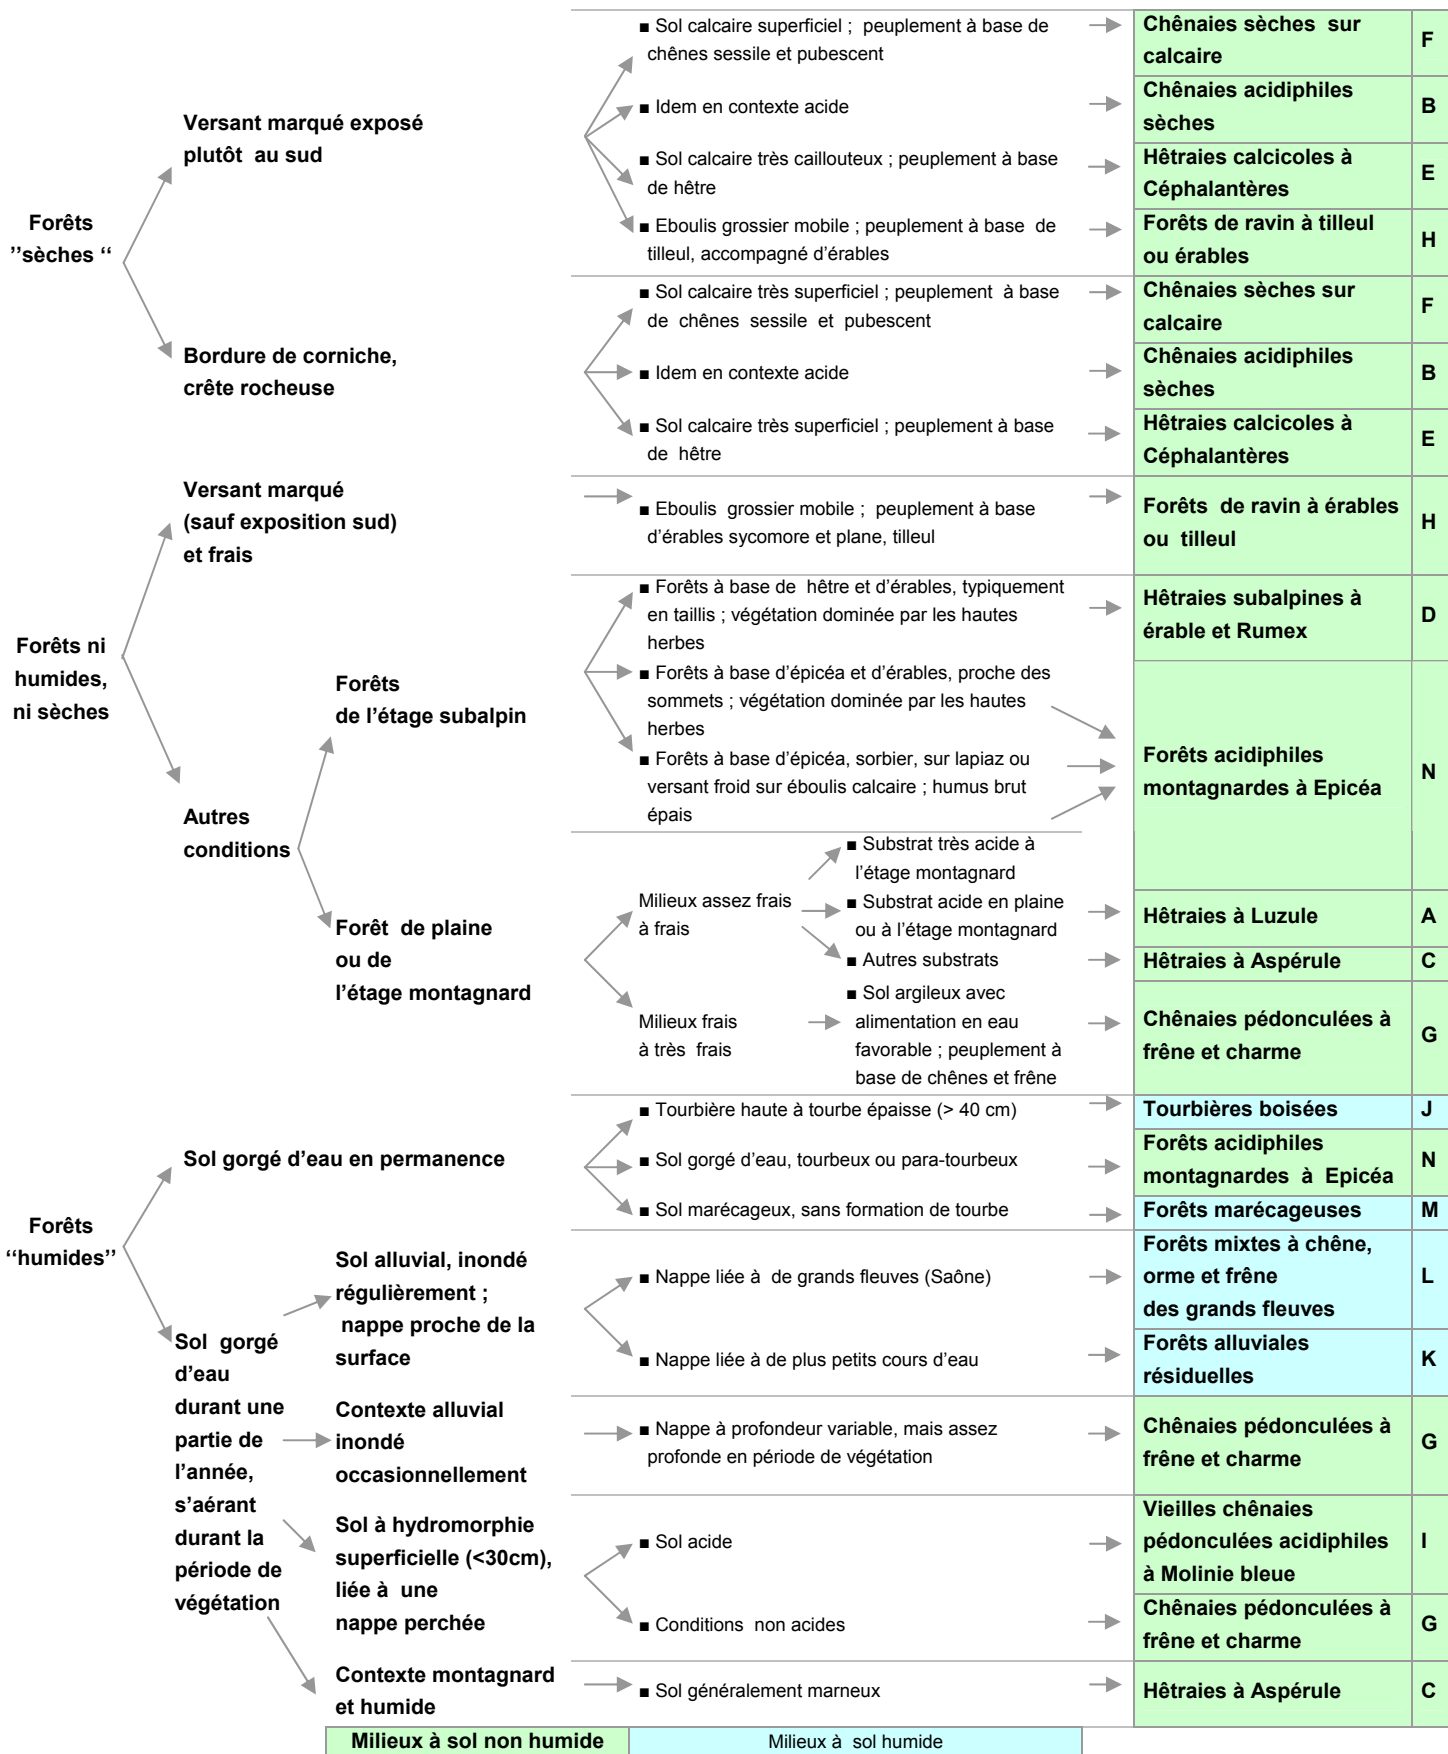 Forêts
’’sèches ‘‘
Versant marqué exposé
plutôt au sud
■ Sol calcaire superficiel ; peuplement à base de
chênes sessile et pubescent
Chênaies sèches sur
calcaire
F
■ Idem en contexte acide
Chênaies acidiphiles
sèches
B
■ Sol calcaire très caillouteux ; peuplement à base
de hêtre
Hêtraies calcicoles à
Céphalantères
E
■ Eboulis grossier mobile ; peuplement à base de
tilleul, accompagné d’érables
Forêts de ravin à tilleul
ou érables
H
Bordure de corniche,
crête rocheuse
■ Sol calcaire très superficiel ; peuplement à base
de chênes sessile et pubescent
Chênaies sèches sur
calcaire
F
■ Idem en contexte acide
Chênaies acidiphiles
sèches
B
■ Sol calcaire très superficiel ; peuplement à base
de hêtre
Hêtraies calcicoles à
Céphalantères
E
Forêts ni
humides,
ni sèches
Versant marqué
(sauf exposition sud)
et frais
■ Eboulis grossier mobile ; peuplement à base
d’érables sycomore et plane, tilleul
Forêts de ravin à érables
ou tilleul
H
Autres
conditions
Forêts
de l’étage subalpin
■ Forêts à base de hêtre et d’érables, typiquement
en taillis ; végétation dominée par les hautes
herbes
Hêtraies subalpines à
érable et Rumex
D
■ Forêts à base d’épicéa et d’érables, proche des
sommets ; végétation dominée par les hautes
herbes
■ Forêts à base d’épicéa, sorbier, sur lapiaz ou
versant froid sur éboulis calcaire ; humus brut
épais
Forêts acidiphiles
montagnardes à Epicéa
N
Forêt de plaine
ou de
l’étage montagnard
Milieux assez frais
à frais
■ Substrat très acide à
l’étage montagnard
■ Substrat acide en plaine
ou à l’étage montagnard
Hêtraies à Luzule
A
■ Autres substrats
Hêtraies à Aspérule
C
Milieux frais
à très frais
■ Sol argileux avec
alimentation en eau
favorable ; peuplement à
base de chênes et frêne
Chênaies pédonculées à
frêne et charme
G
Forêts
‘‘humides’’
Sol gorgé d’eau en permanence
■ Tourbière haute à tourbe épaisse (> 40 cm)
Tourbières boisées
J
■ Sol gorgé d’eau, tourbeux ou para-tourbeux
Forêts acidiphiles
montagnardes à Epicéa
N
■ Sol marécageux, sans formation de tourbe
Forêts marécageuses
M
Sol gorgé
d’eau
durant une
partie de
l’année,
s’aérant
durant la
période de
végétation
Sol alluvial, inondé
régulièrement ;
nappe proche de la
surface
■ Nappe liée à de grands fleuves (Saône)
Forêts mixtes à chêne,
orme et frêne
des grands fleuves
L
■ Nappe liée à de plus petits cours d’eau
Forêts alluviales
résiduelles
K
Contexte alluvial
inondé
occasionnellement
■ Nappe à profondeur variable, mais assez
profonde en période de végétation
Chênaies pédonculées à
frêne et charme
G
Sol à hydromorphie
superficielle (<30cm),
liée à une
nappe perchée
■ Sol acide
Vieilles chênaies
pédonculées acidiphiles
à Molinie bleue
I
■ Conditions non acides
Chênaies pédonculées à
frêne et charme
G
Contexte montagnard
et humide
■ Sol généralement marneux
Hêtraies à Aspérule
C
Milieux à sol non humide
Milieux à sol humide